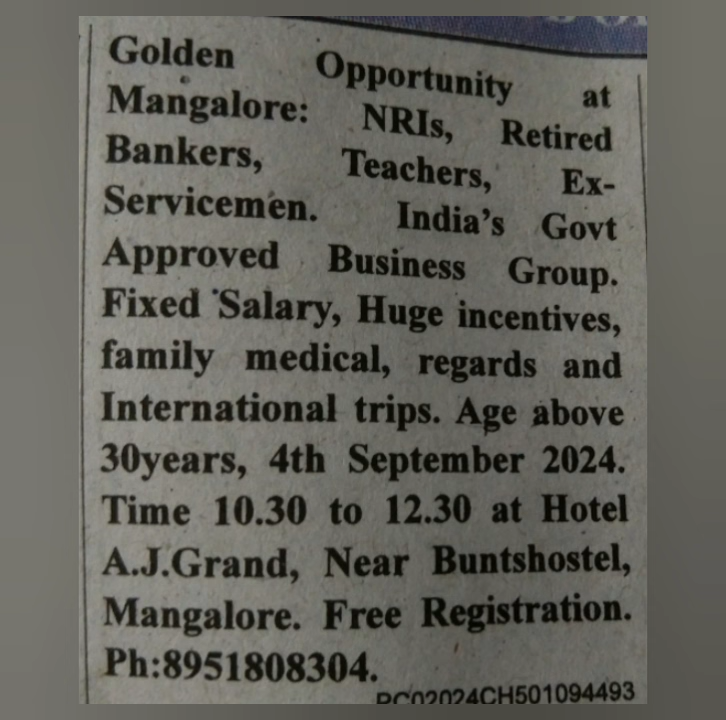 Golden Opportunity at
Mangalore: NRIs, Retired
Bankers, Teachers, Ex-
Servicemen. India's Govt
Approved Business Group.
Fixed Salary, Huge incentives,
family medical, regards and
International trips. Age above
30years, 4th September 2024.
Time 10.30 to 12.30 at Hotel
A.J.Grand, Near Buntshostel,
Mangalore. Free Registration.
Ph:8951808304.
PC02024CH501094493